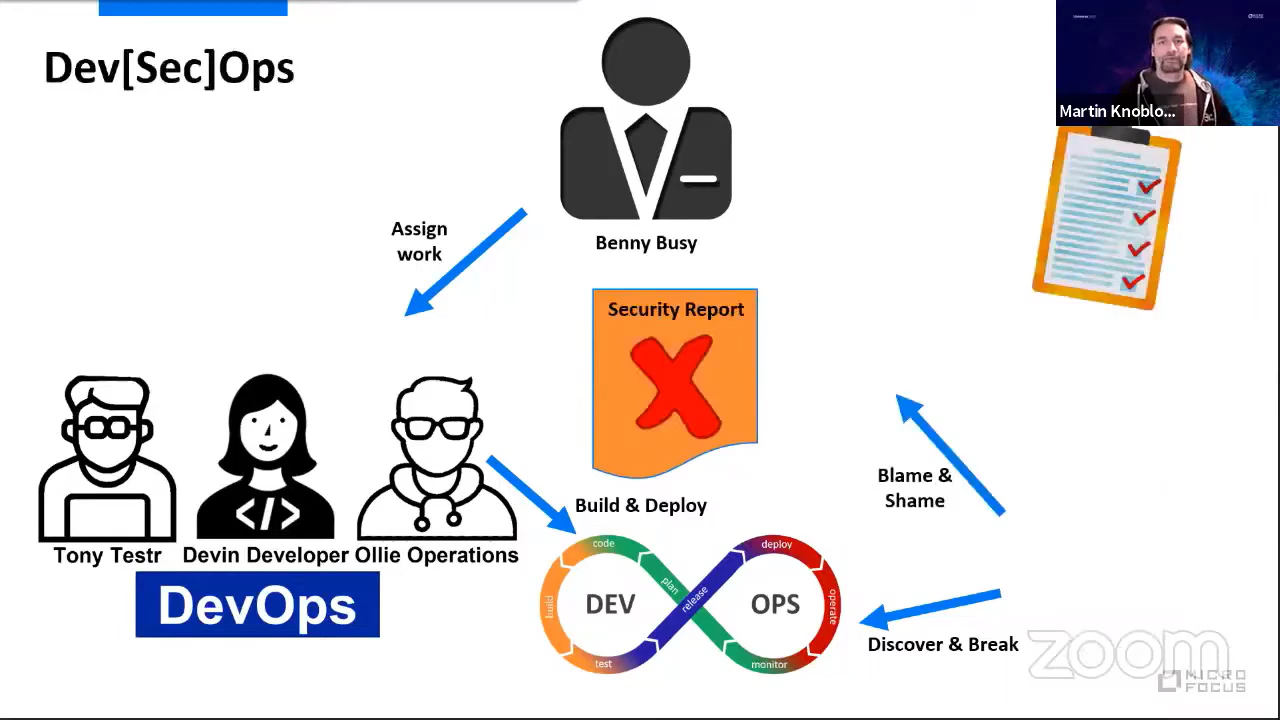 Dev[Sec]Ops
Martin Knoblo...
Assign
work
Benny Busy
Security Report
Blame &
Shame
Build & Deploy
Tony Testr
Devin Developer
Ollie Operations
DevOps
code
plan
build
test
release
deploy
operate
monitor
DEV
OPS
Discover & Break
zoom
MICRO
FOCUS